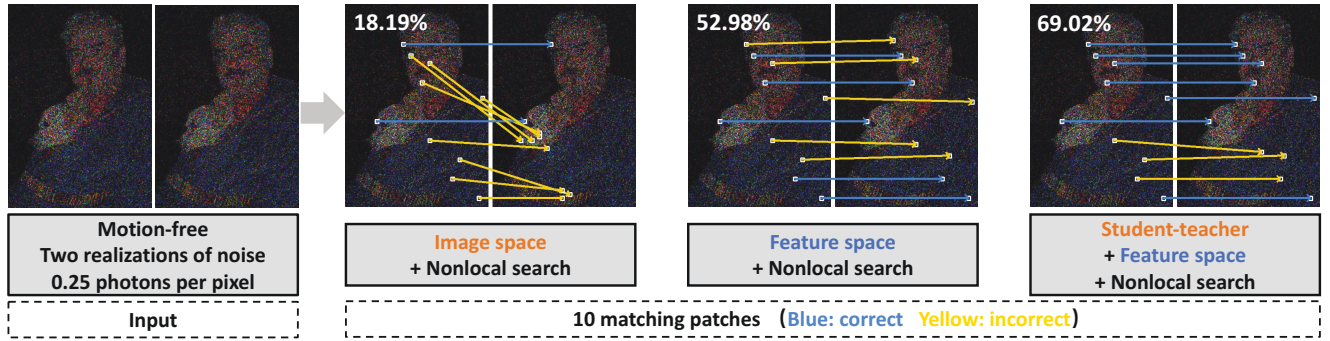 18.19%
52.98%
69.02%
Motion-free
Two realizations of noise
0.25 photons per pixel
Image space
+ Nonlocal search
Feature space
+ Nonlocal search
Student-teacher
+ Feature space
+ Nonlocal search
Input
10 matching patches (Blue: correct Yellow: incorrect)